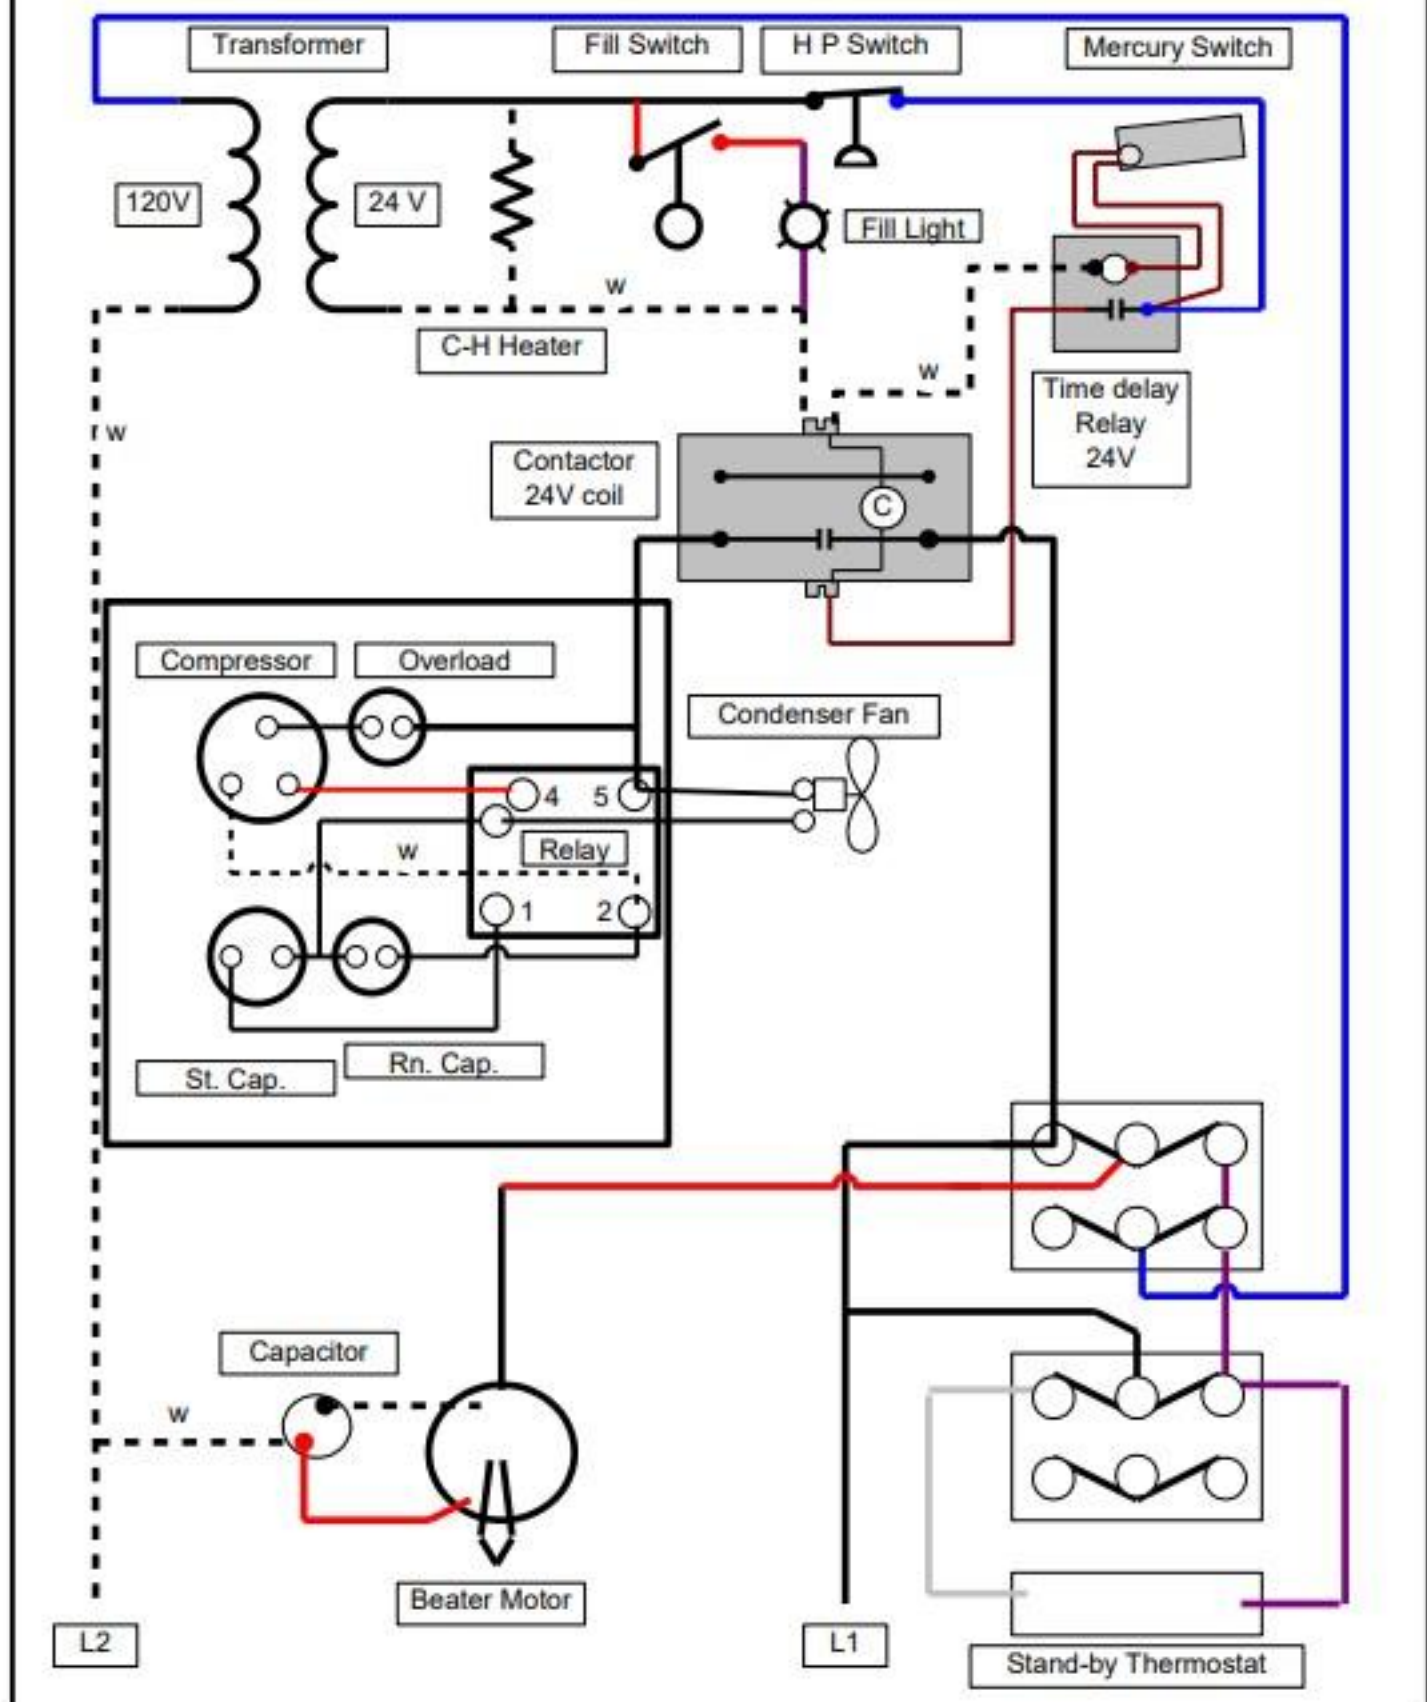 Transformer
Fill Switch
H P Switch
Mercury Switch
120V
24 V
Fill Light
w
C-H Heater
w
Time delay
Relay
24V
w
Contactor
24V coil
C
Compressor
Overload
Condenser Fan
4
5
w
Relay
1
2
St. Cap.
Rn. Cap.
Capacitor
w
Beater Motor
L2
L1
Stand-by Thermostat